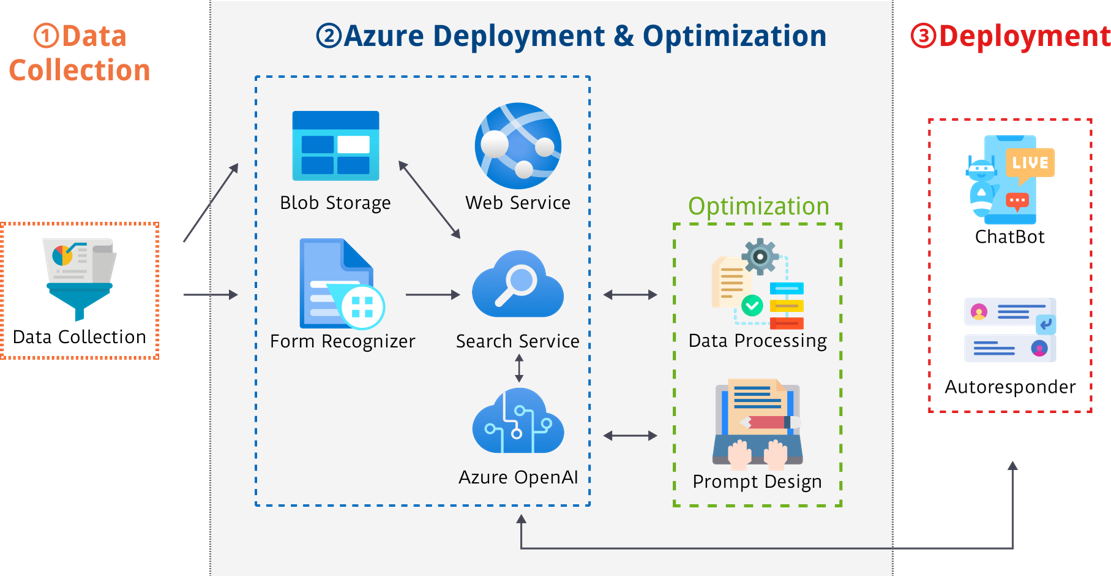 ①Data
Collection
②Azure Deployment & Optimization
③Deployment
Data Collection
Blob Storage
Web Service
Form Recognizer
Search Service
Azure OpenAI
Optimization
Data Processing
Prompt Design
LIVE
ChatBot
Autoresponder